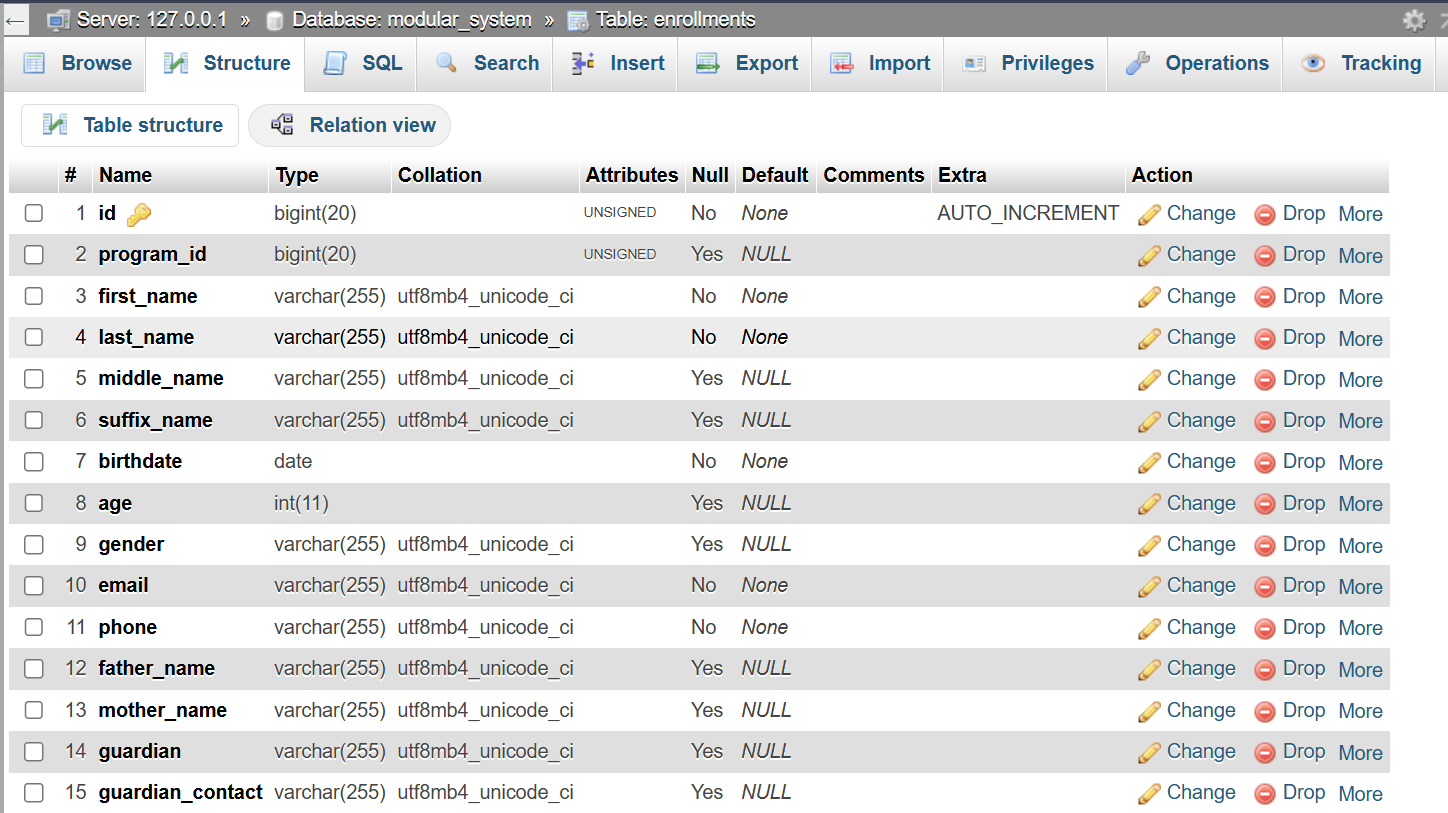 ← Server: 127.0.0.1 » Database: modular_system » Table: enrollments
Browse Structure SQL Search Insert Export Import Privileges Operations Tracking
Table structure Relation view
# Name Type Collation Attributes Null Default Comments Extra Action
1 id bigint(20) UNSIGNED No None AUTO_INCREMENT Change Drop More
2 program_id bigint(20) UNSIGNED Yes NULL Change Drop More
3 first_name varchar(255) utf8mb4_unicode_ci No None Change Drop More
4 last_name varchar(255) utf8mb4_unicode_ci No None Change Drop More
5 middle_name varchar(255) utf8mb4_unicode_ci Yes NULL Change Drop More
6 suffix_name varchar(255) utf8mb4_unicode_ci Yes NULL Change Drop More
7 birthdate date No None Change Drop More
8 age int(11) Yes NULL Change Drop More
9 gender varchar(255) utf8mb4_unicode_ci Yes NULL Change Drop More
10 email varchar(255) utf8mb4_unicode_ci No None Change Drop More
11 phone varchar(255) utf8mb4_unicode_ci No None Change Drop More
12 father_name varchar(255) utf8mb4_unicode_ci Yes NULL Change Drop More
13 mother_name varchar(255) utf8mb4_unicode_ci Yes NULL Change Drop More
14 guardian varchar(255) utf8mb4_unicode_ci Yes NULL Change Drop More
15 guardian_contact varchar(255) utf8mb4_unicode_ci Yes NULL Change Drop More